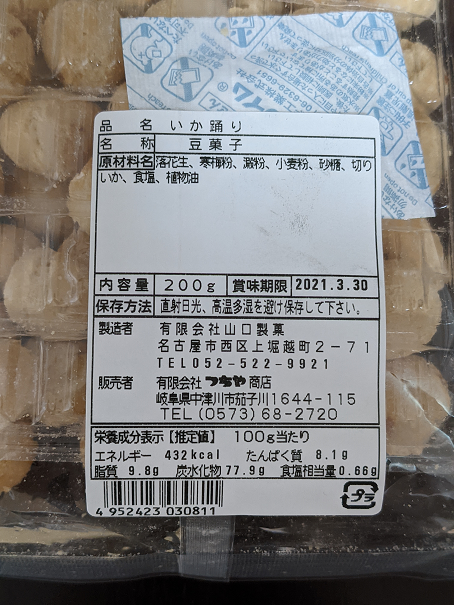 品名 いか踊り
名称 豆菓子
原材料名 落花生、寒梅粉、澱粉、小麦粉、砂糖、切り
いか、食塩、植物油
内容量 200g 賞味期限 2021.3.30
保存方法 直射日光、高温多湿を避け保存して下さい。
製造者 有限会社山口製菓
名古屋市西区上堀越町2-71
TEL052-522-9921
販売者 有限会社つちや商店
岐阜県中津川市茄子川1644-115
TEL(0573)68-2720
栄養成分表示【推定値】 100g当たり
エネルギー 432kcal たんぱく質 8.1g
脂質 9.8g 炭水化物 77.9g 食塩相当量 0.66g
4952423030811
プラ